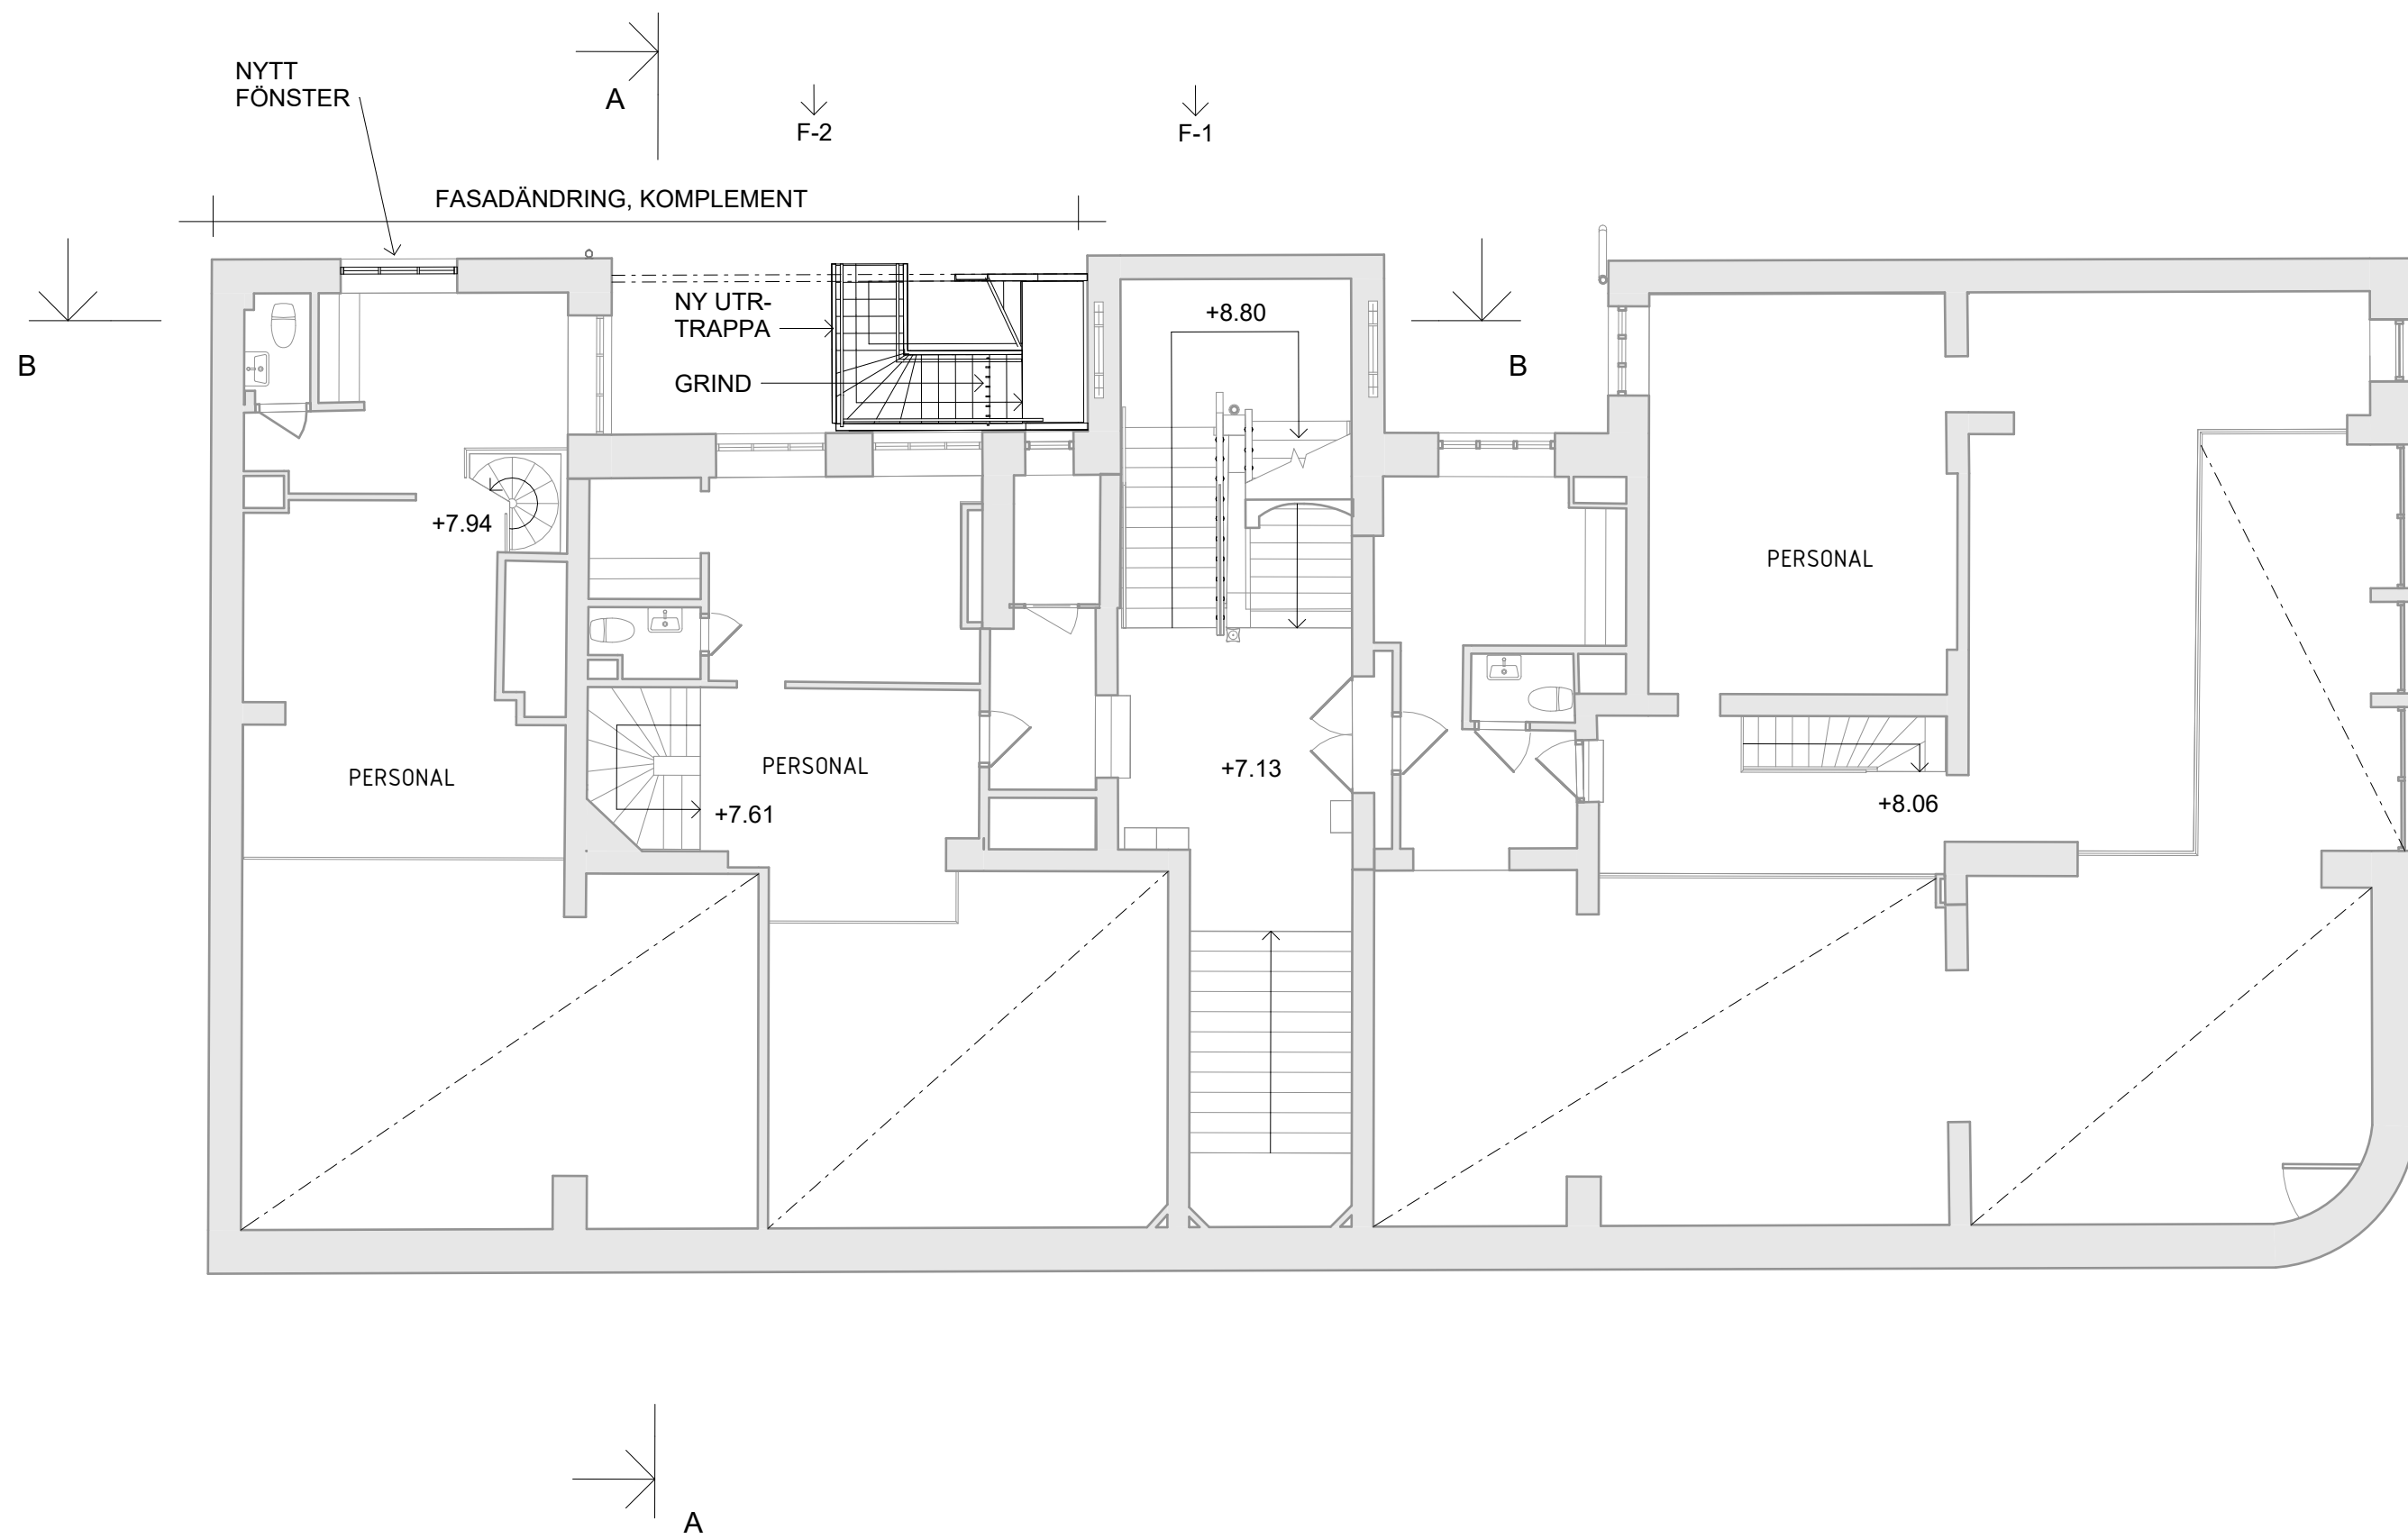 NYTT
FÖNSTER
A
F-2
F-1
FASADÄNDRING, KOMPLEMENT
NY UTR-
TRAPPA
+8.80
B
B
GRIND
+7.94
PERSONAL
PERSONAL
PERSONAL
+7.13
+7.61
+8.06
A